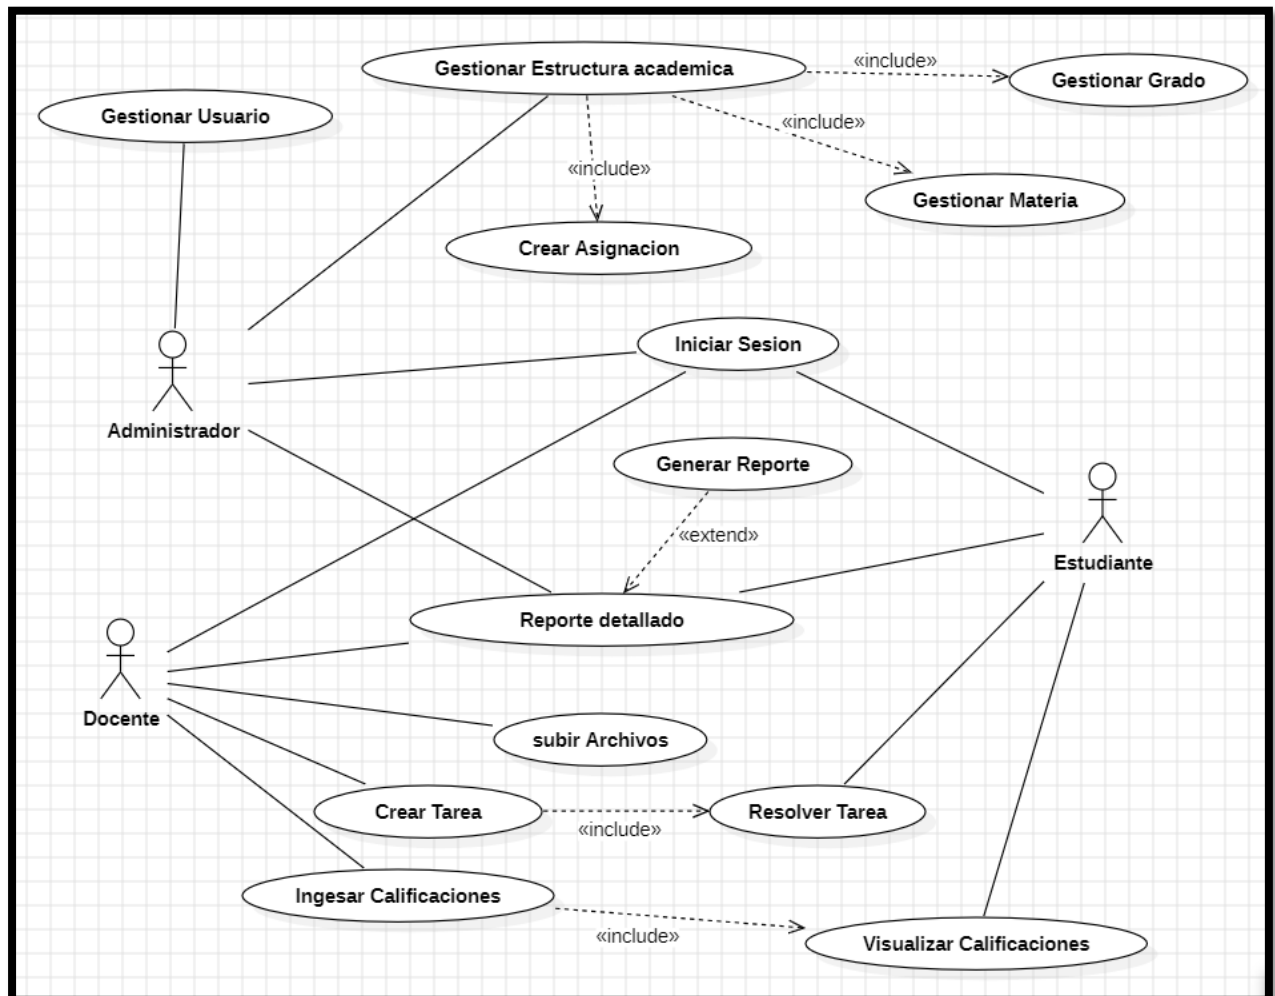 Gestionar Estructura academica
«include»
Gestionar Grado
Gestionar Usuario
«include»
«include»
Gestionar Materia
Crear Asignacion
Iniciar Sesion
Administrador
Generar Reporte
«extend»
Estudiante
Reporte detallado
Docente
subir Archivos
Crear Tarea
«include»
Resolver Tarea
Ingesar Calificaciones
«include»
Visualizar Calificaciones